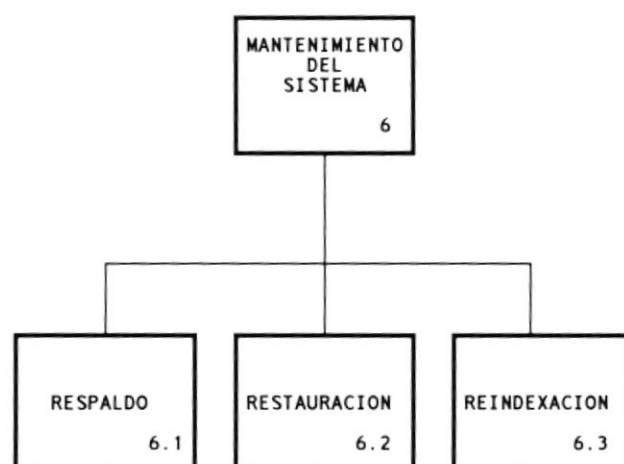 MANTENIMIENTO
DEL
SISTEMA
6
RESPALDO
6.1
RESTAURACION
6.2
REINDEXACION
6.3